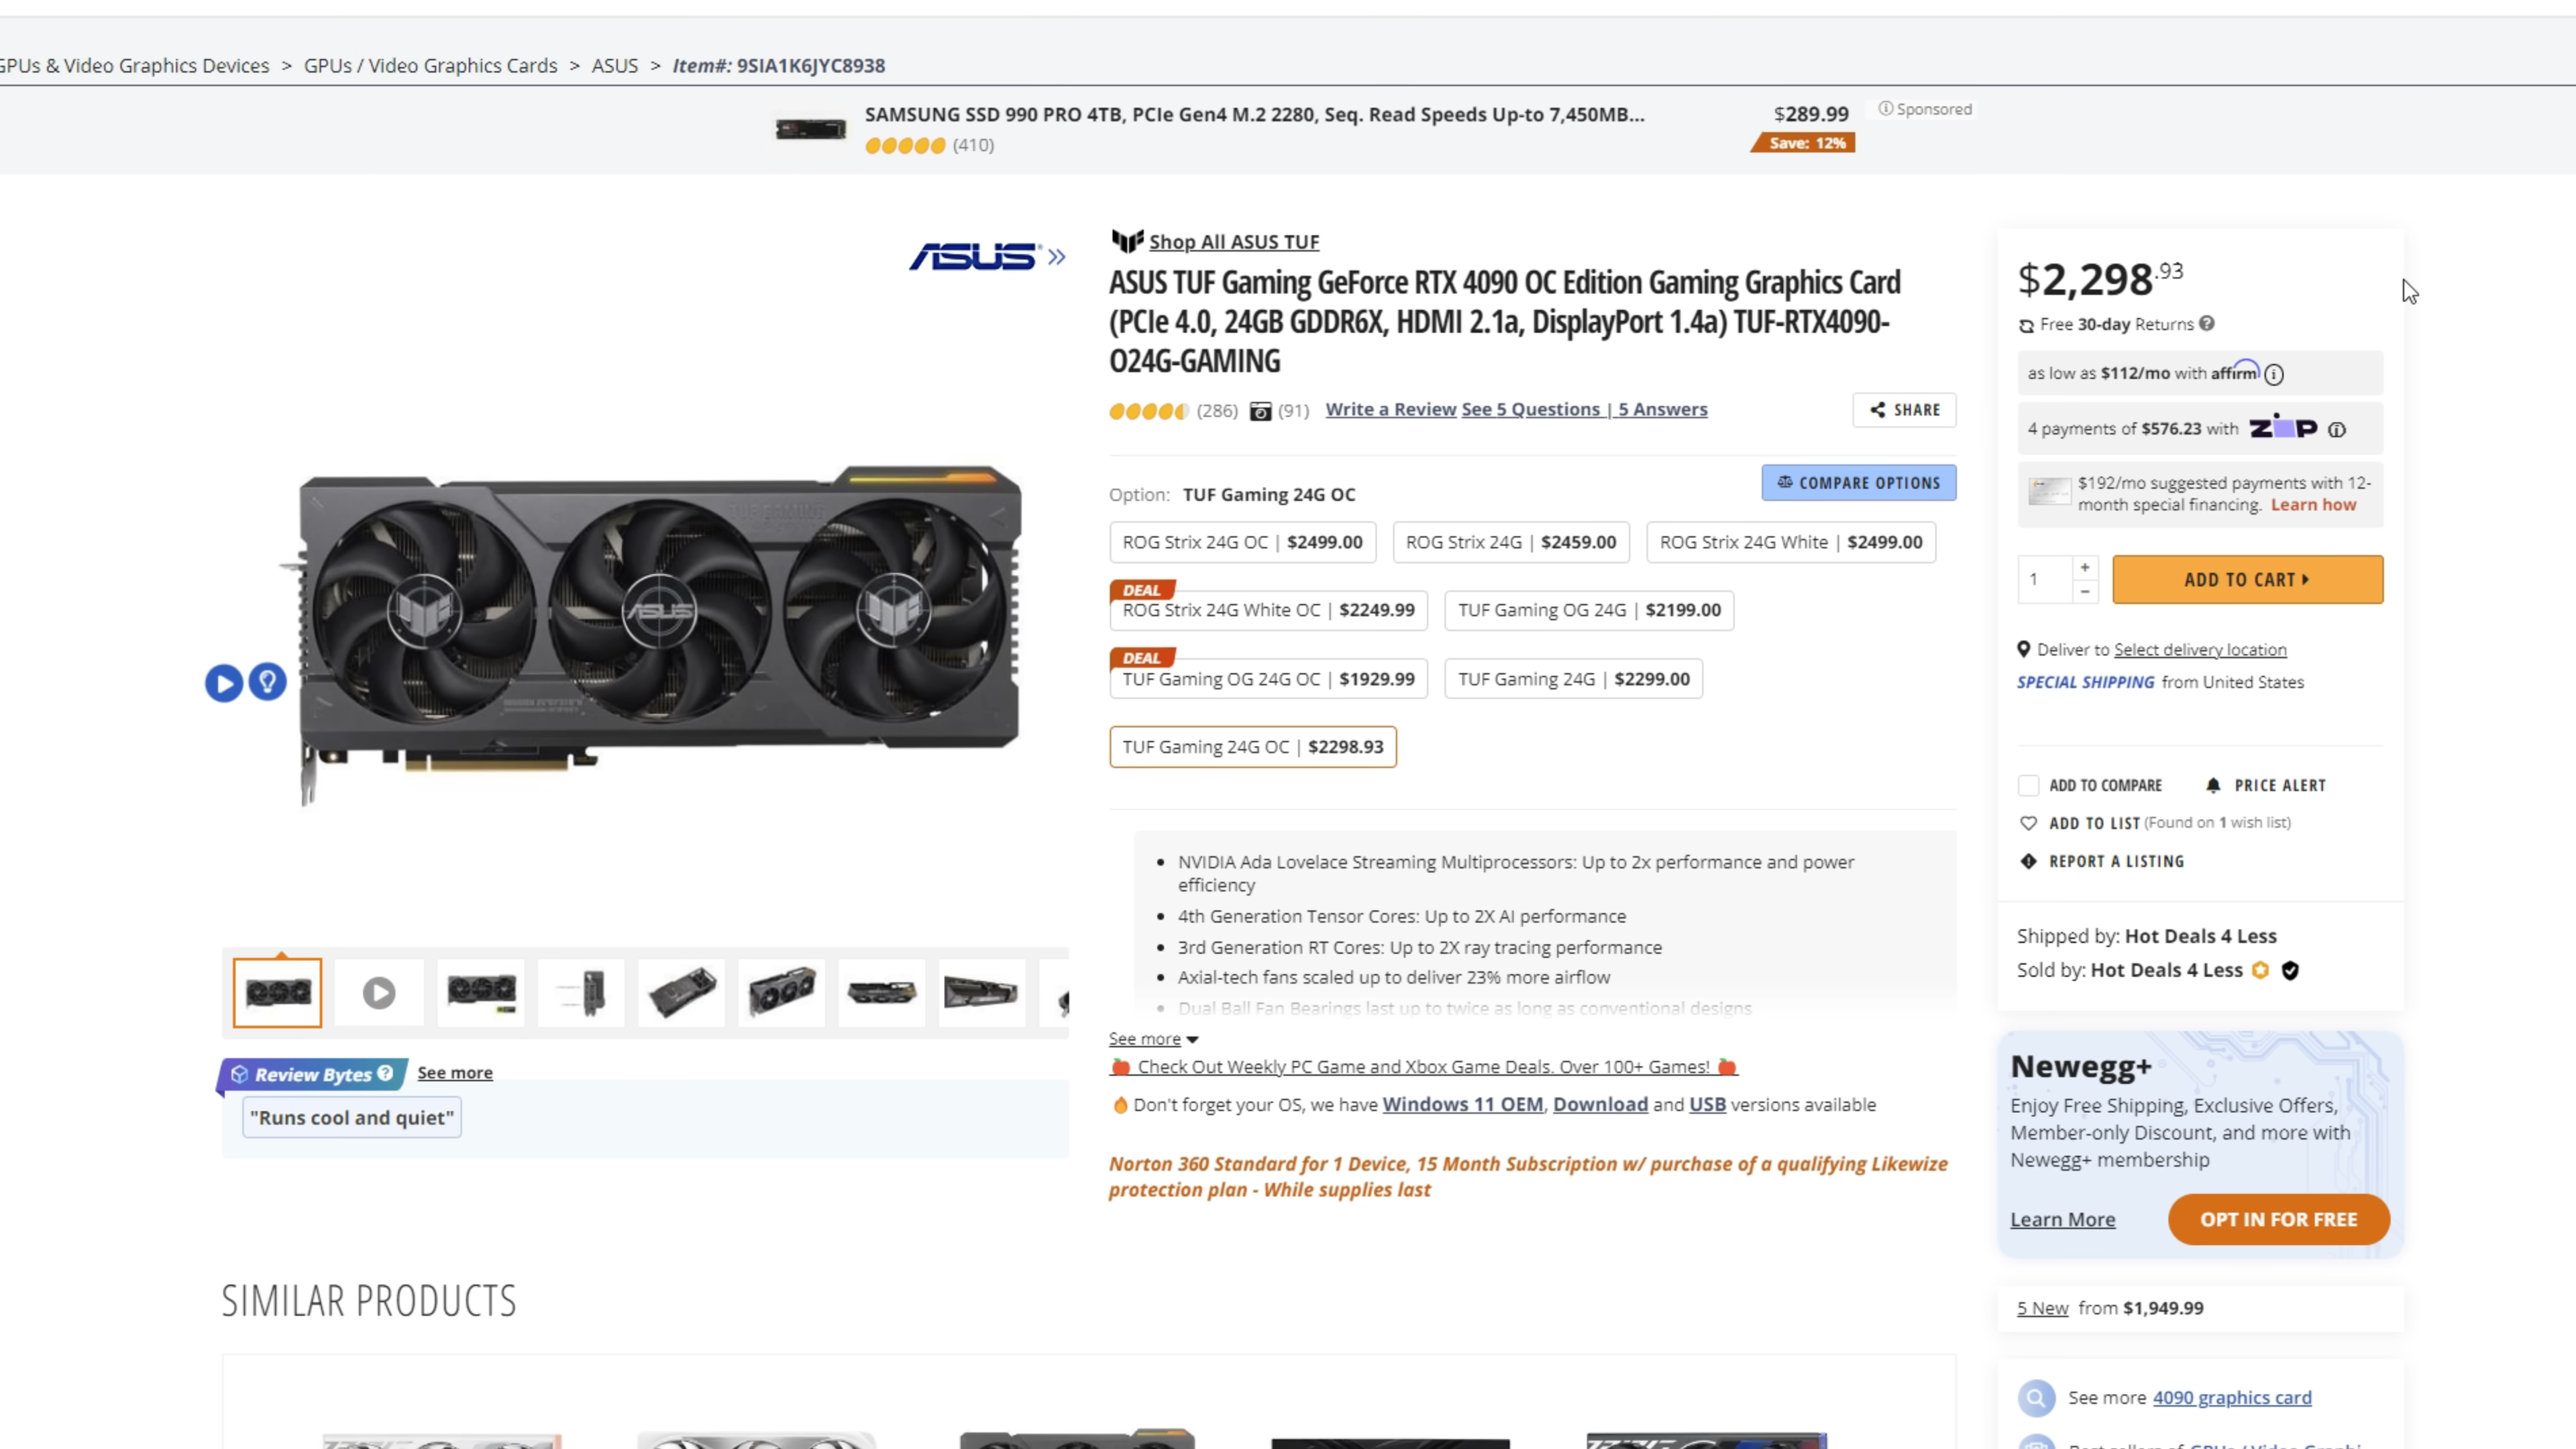 GPUs & Video Graphics Devices > GPUs / Video Graphics Cards > ASUS > Item#: 9SIA1K6JYC8938
SAMSUNG SSD 990 PRO 4TB, PCIe Gen4 M.2 2280, Seq. Read Speeds Up-to 7,450MB...
(410)
$289.99
Save: 12%
Sponsored
ASUS
Shop All ASUS TUF
ASUS TUF Gaming GeForce RTX 4090 OC Edition Gaming Graphics Card
(PCIe 4.0, 24GB GDDR6X, HDMI 2.1a, DisplayPort 1.4a) TUF-RTX4090-
O24G-GAMING
(286) (91) Write a Review See 5 Questions | 5 Answers
SHARE
Option: TUF Gaming 24G OC
COMPARE OPTIONS
ROG Strix 24G OC | $2499.00
ROG Strix 24G | $2459.00
ROG Strix 24G White | $2499.00
DEAL
ROG Strix 24G White OC | $2249.99
TUF Gaming OG 24G | $2199.00
DEAL
TUF Gaming OG 24G OC | $1929.99
TUF Gaming 24G | $2299.00
TUF Gaming 24G OC | $2298.93
NVIDIA Ada Lovelace Streaming Multiprocessors: Up to 2x performance and power
efficiency
4th Generation Tensor Cores: Up to 2X AI performance
3rd Generation RT Cores: Up to 2X ray tracing performance
Axial-tech fans scaled up to deliver 23% more airflow
Dual Ball Fan Bearings last up to twice as long as conventional designs
See more
Check Out Weekly PC Game and Xbox Game Deals. Over 100+ Games!
Don't forget your OS, we have Windows 11 OEM, Download and USB versions available
Norton 360 Standard for 1 Device, 15 Month Subscription w/ purchase of a qualifying Likewize
protection plan - While supplies last
ASUS
Review Bytes
See more
"Runs cool and quiet"
SIMILAR PRODUCTS
$2,298.93
Free 30-day Returns
as low as $112/mo with affirm
4 payments of $576.23 with ZIP
$192/mo suggested payments with 12-
month special financing. Learn how
1
+
-
ADD TO CART
Deliver to Select delivery location
SPECIAL SHIPPING from United States
ADD TO COMPARE
PRICE ALERT
ADD TO LIST (Found on 1 wish list)
REPORT A LISTING
Shipped by: Hot Deals 4 Less
Sold by: Hot Deals 4 Less
Newegg+
Enjoy Free Shipping, Exclusive Offers,
Member-only Discount, and more with
Newegg+ membership
Learn More
OPT IN FOR FREE
5 New from $1,949.99
See more 4090 graphics card